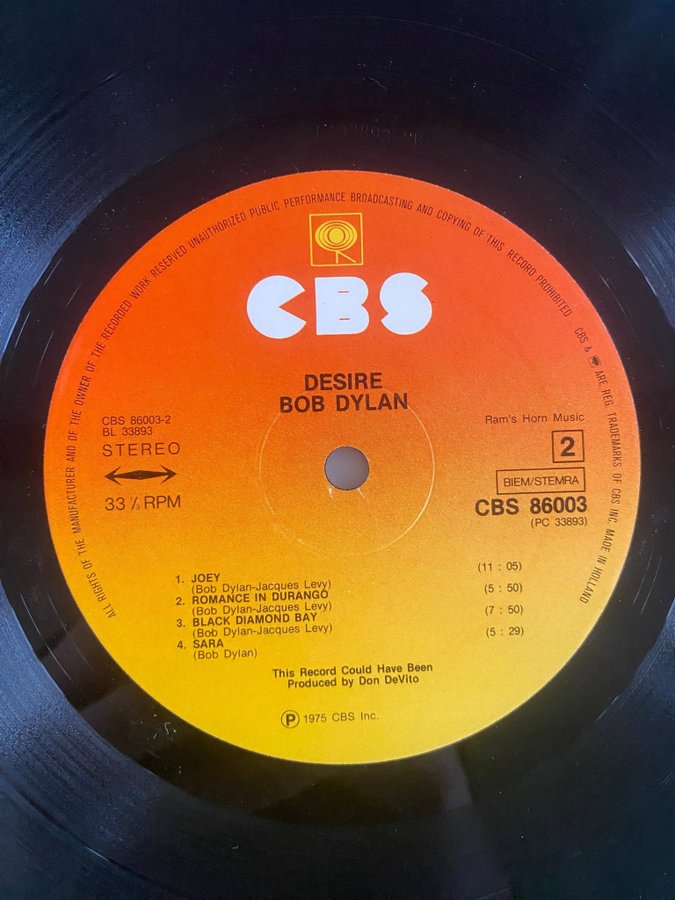 ALL RIGHTS OF THE MANUFACTURER AND OF THE OWNER OF THE RECORDED WORK RESERVED UNAUTHORIZED PUBLIC PERFORMANCE BROADCASTING AND COPYING OF THIS RECORD PROHIBITED CBS & ARE REG. TRADEMARKS OF CBS INC. MADE IN HOLLAND
CBS
DESIRE
BOB DYLAN
CBS 86003-2
BL 33893
STEREO
33 ⅓ RPM
Ram's Horn Music
2
BIEM/STEMRA
CBS 86003
(PC 33893)
1. JOEY (11 : 05)
(Bob Dylan-Jacques Levy)
2. ROMANCE IN DURANGO (5 : 50)
(Bob Dylan-Jacques Levy)
3. BLACK DIAMOND BAY (7 : 50)
(Bob Dylan-Jacques Levy)
4. SARA (5 : 29)
(Bob Dylan)
This Record Could Have Been
Produced by Don DeVito
Ⓟ 1975 CBS Inc.